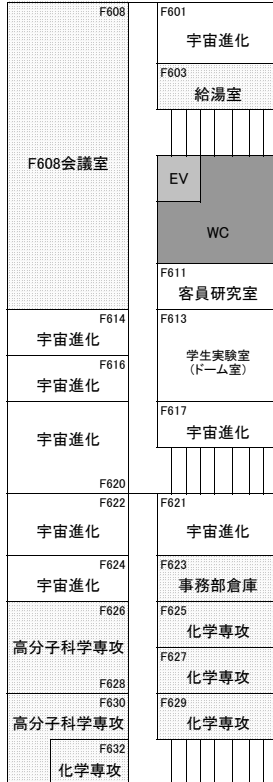 F608
F608会議室
F614
宇宙進化
F616
宇宙進化
宇宙進化
F620
F622
宇宙進化
F624
宇宙進化
F626
高分子科学専攻
F628
F630
高分子科学専攻
F632
化学専攻
F601
宇宙進化
F603
給湯室
EV
WC
F611
客員研究室
F613
学生実験室
(ドーム室)
F617
宇宙進化
F621
宇宙進化
F623
事務部倉庫
F625
化学専攻
F627
化学専攻
F629
化学専攻